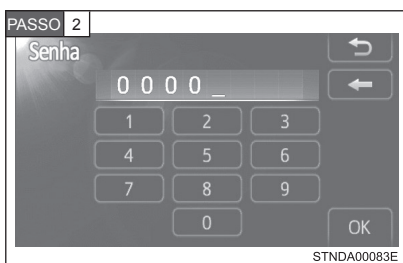 PASSO 2
Senha
0 0 0 0 _
1 2 3
4 5 6
7 8 9
0 OK
STNDA00083E